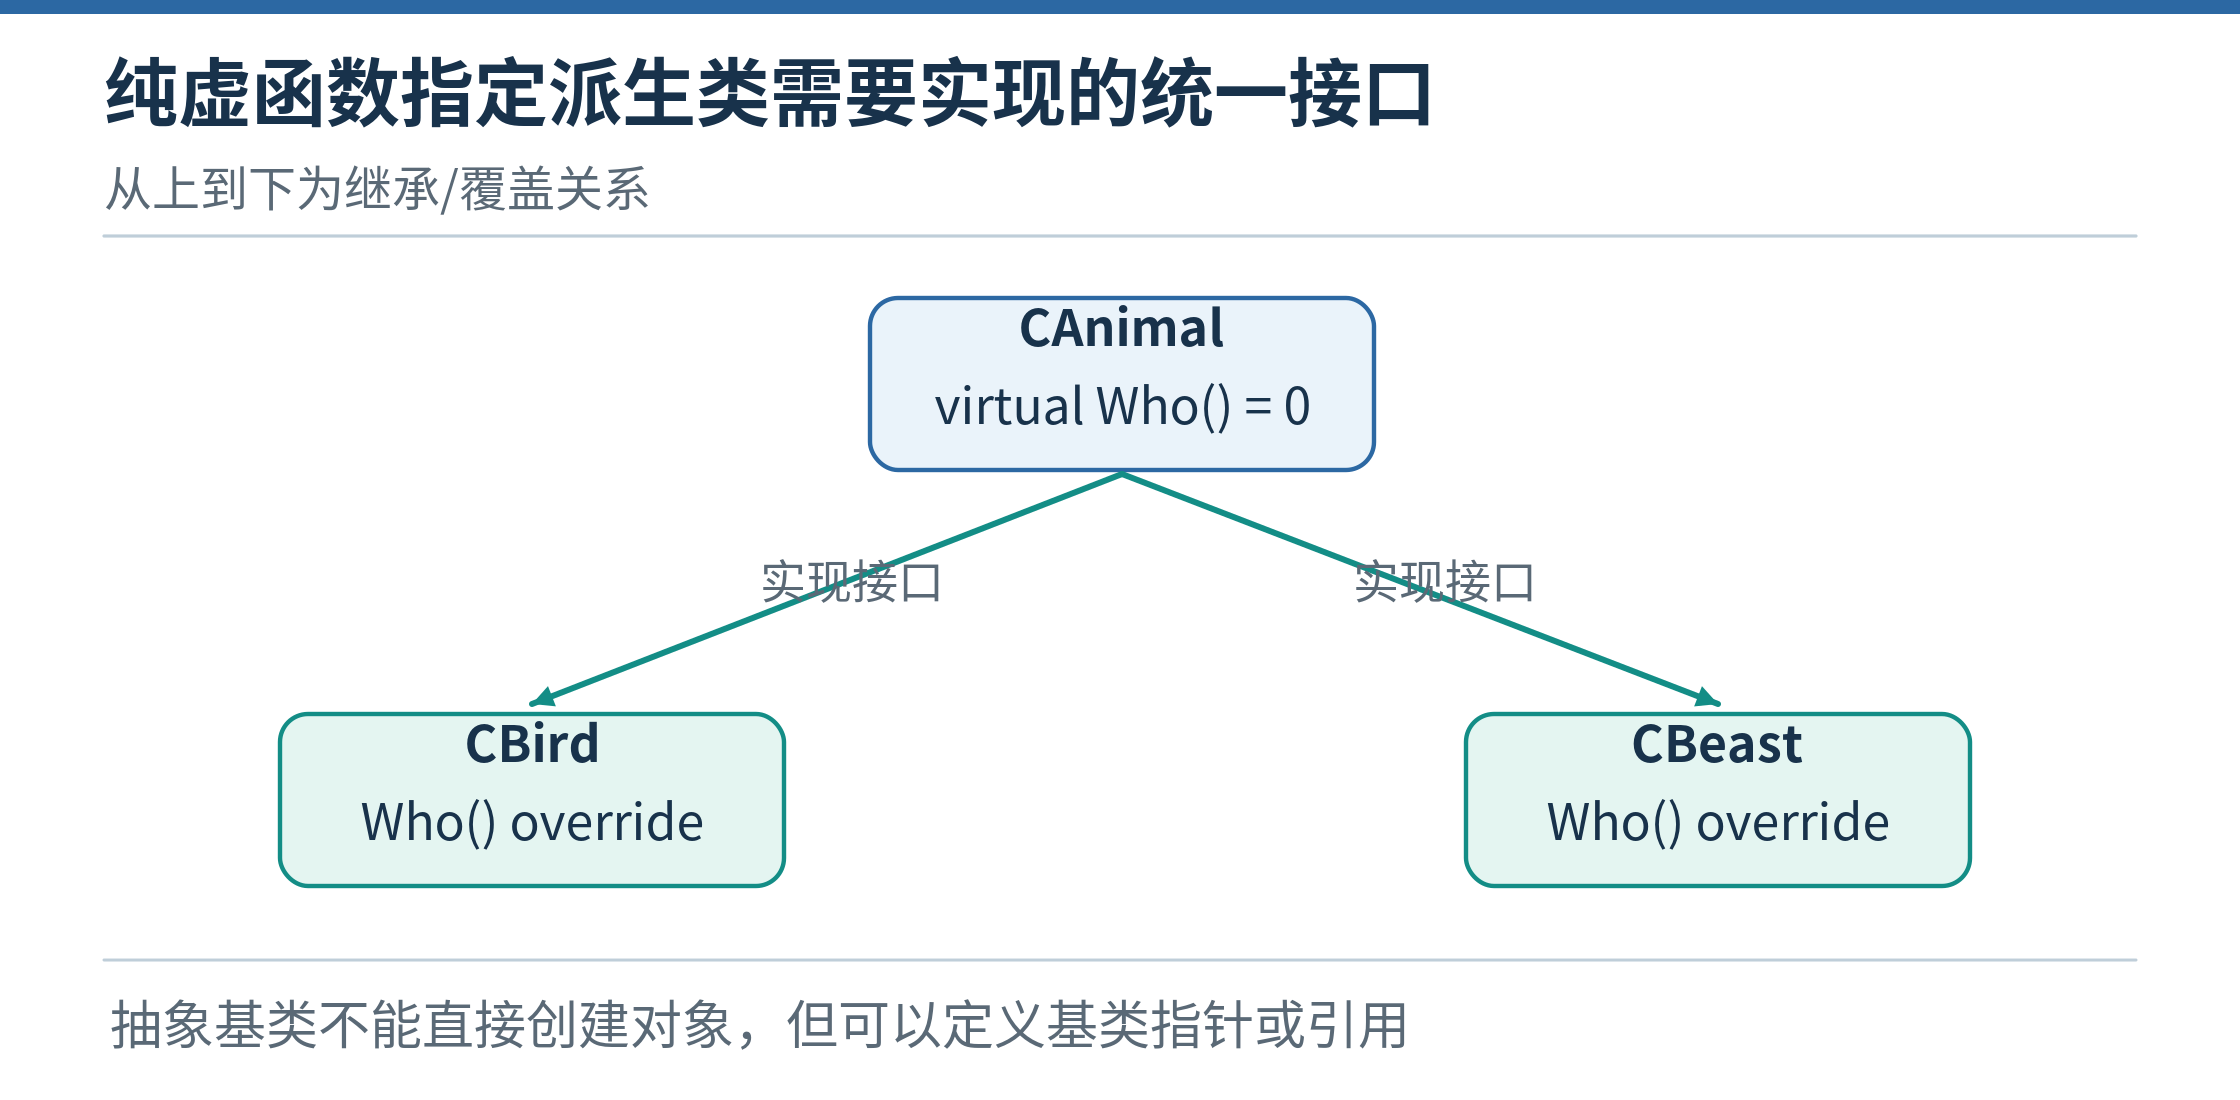 纯虚函数指定派生类需要实现的统一接口
从上到下为继承/覆盖关系
CAnimal
virtual Who() = 0
实现接口
实现接口
CBird
Who() override
CBeast
Who() override
抽象基类不能直接创建对象，但可以定义基类指针或引用